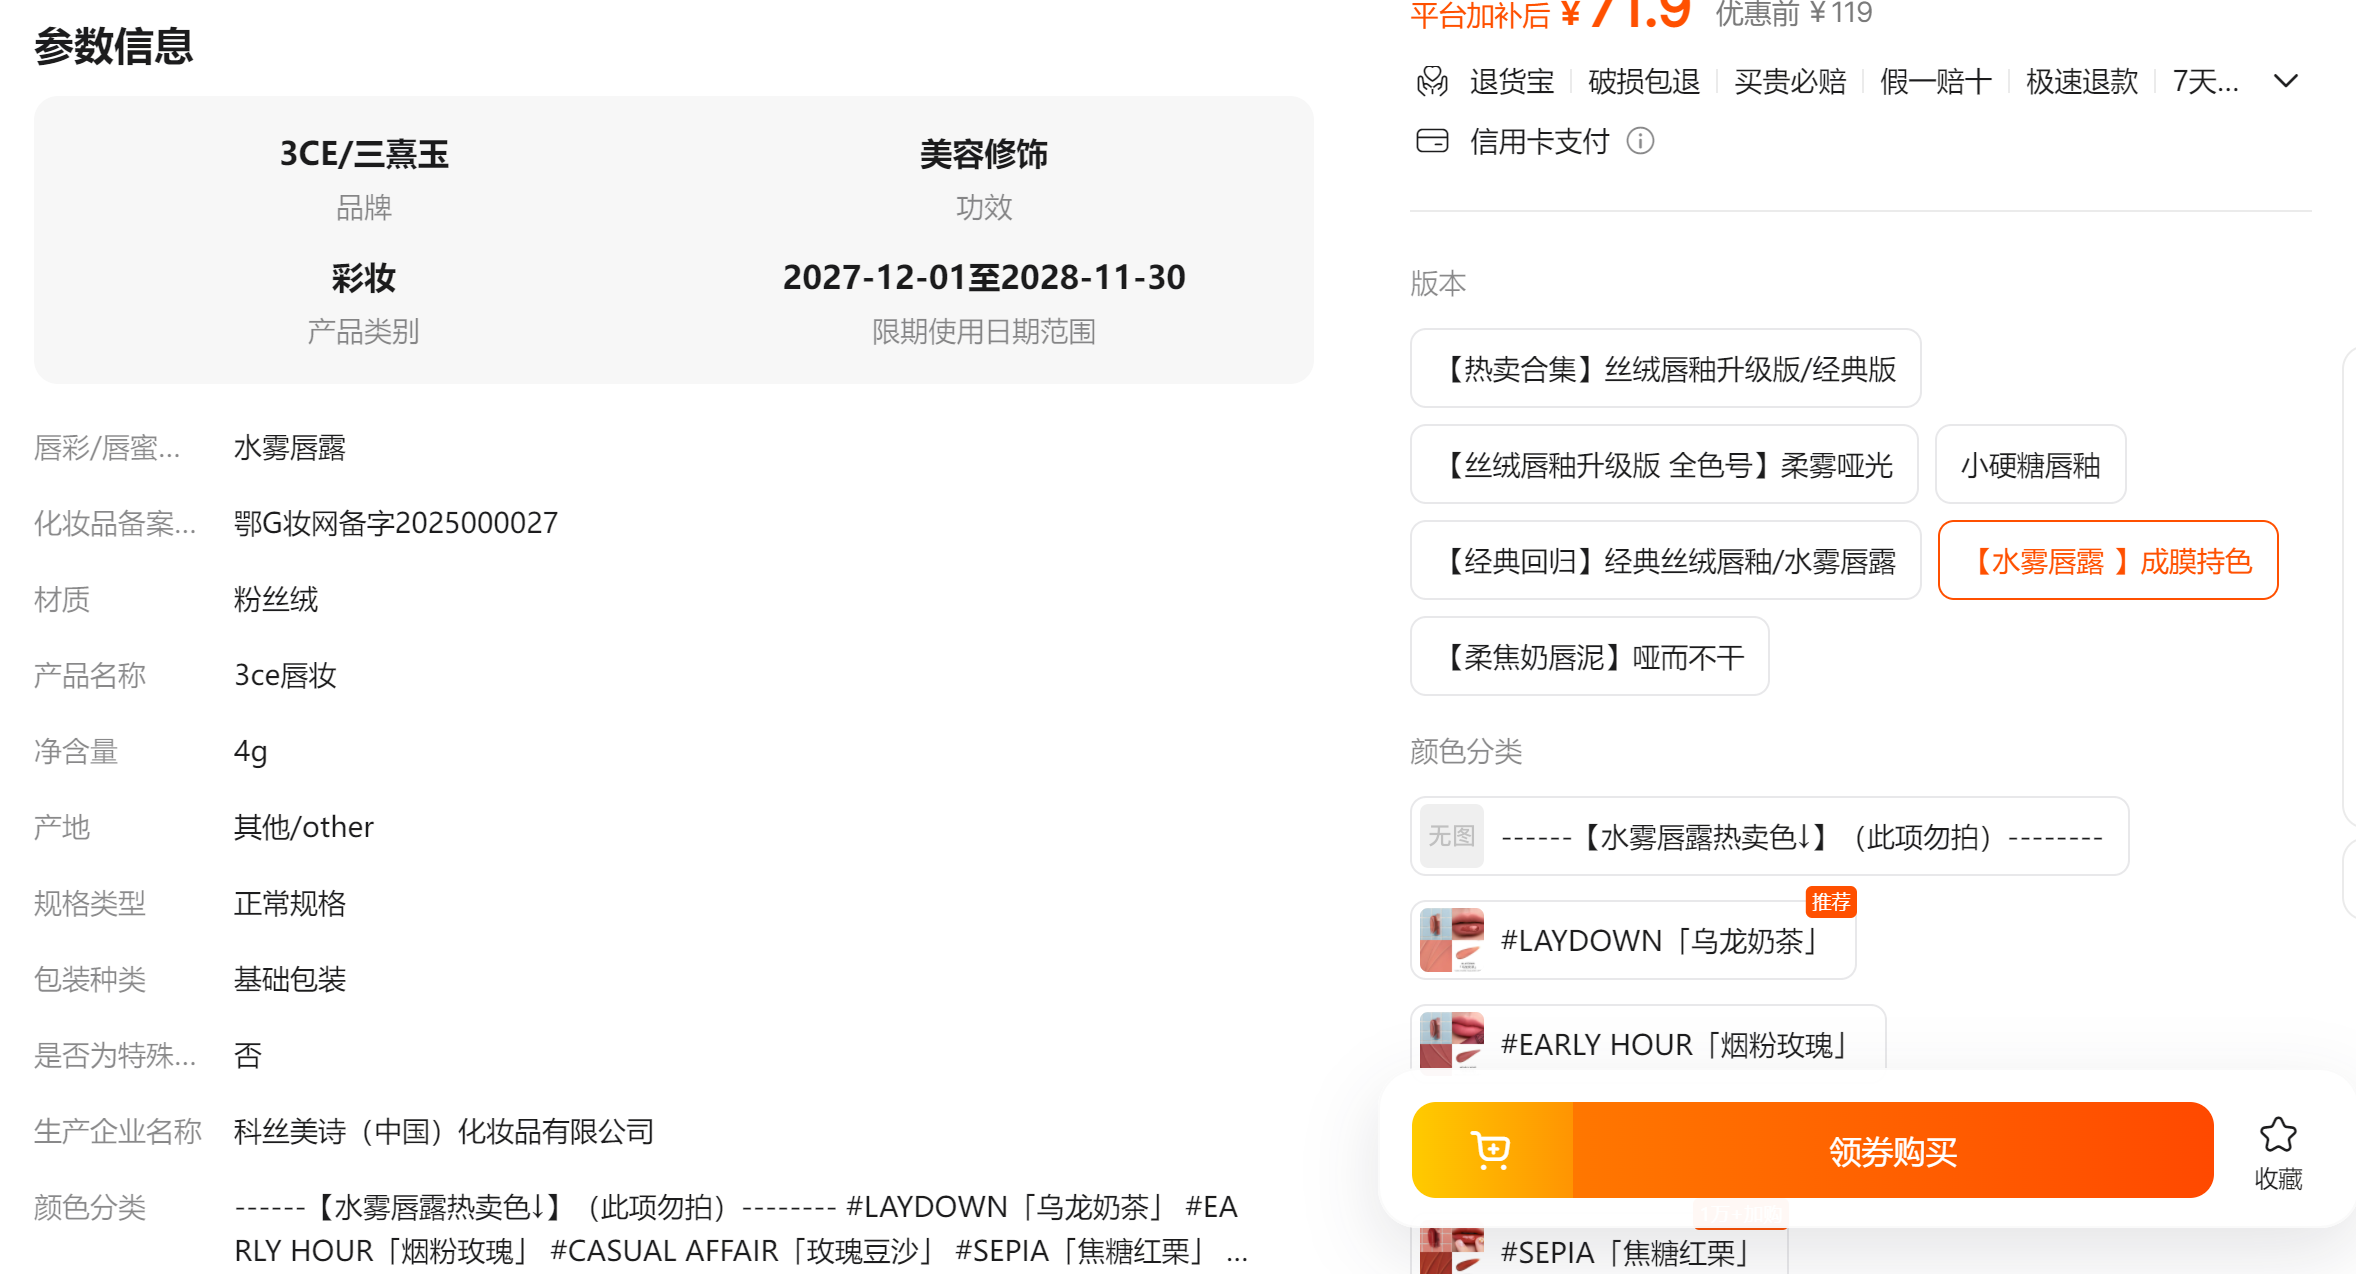 参数信息
3CE/三熹玉
品牌
美容修饰
功效
彩妆
产品类别
2027-12-01至2028-11-30
限期使用日期范围
唇彩/唇蜜... 水雾唇露
化妆品备案... 鄂G妆网备字2025000027
材质 粉丝绒
产品名称 3ce唇妆
净含量 4g
产地 其他/other
规格类型 正常规格
包装种类 基础包装
是否为特殊... 否
生产企业名称 科丝美诗（中国）化妆品有限公司
颜色分类 ------【水雾唇露热卖色↓】（此项勿拍）-------- #LAYDOWN「乌龙奶茶」 #EA
RLY HOUR「烟粉玫瑰」 #CASUAL AFFAIR「玫瑰豆沙」 #SEPIA「焦糖红栗」 ...
平台加补后 ¥71.9 优惠前 ¥119
退货宝 破损包退 买贵必赔 假一赔十 极速退款 7天...
信用卡支付
版本
【热卖合集】丝绒唇釉升级版/经典版
【丝绒唇釉升级版 全色号】柔雾哑光 小硬糖唇釉
【经典回归】经典丝绒唇釉/水雾唇露 【水雾唇露 】成膜持色
【柔焦奶唇泥】哑而不干
颜色分类
无图 ------【水雾唇露热卖色↓】（此项勿拍）--------
推荐
#LAYDOWN「乌龙奶茶」
#EARLY HOUR「烟粉玫瑰」
领券购买
收藏
#SEPIA「焦糖红栗」